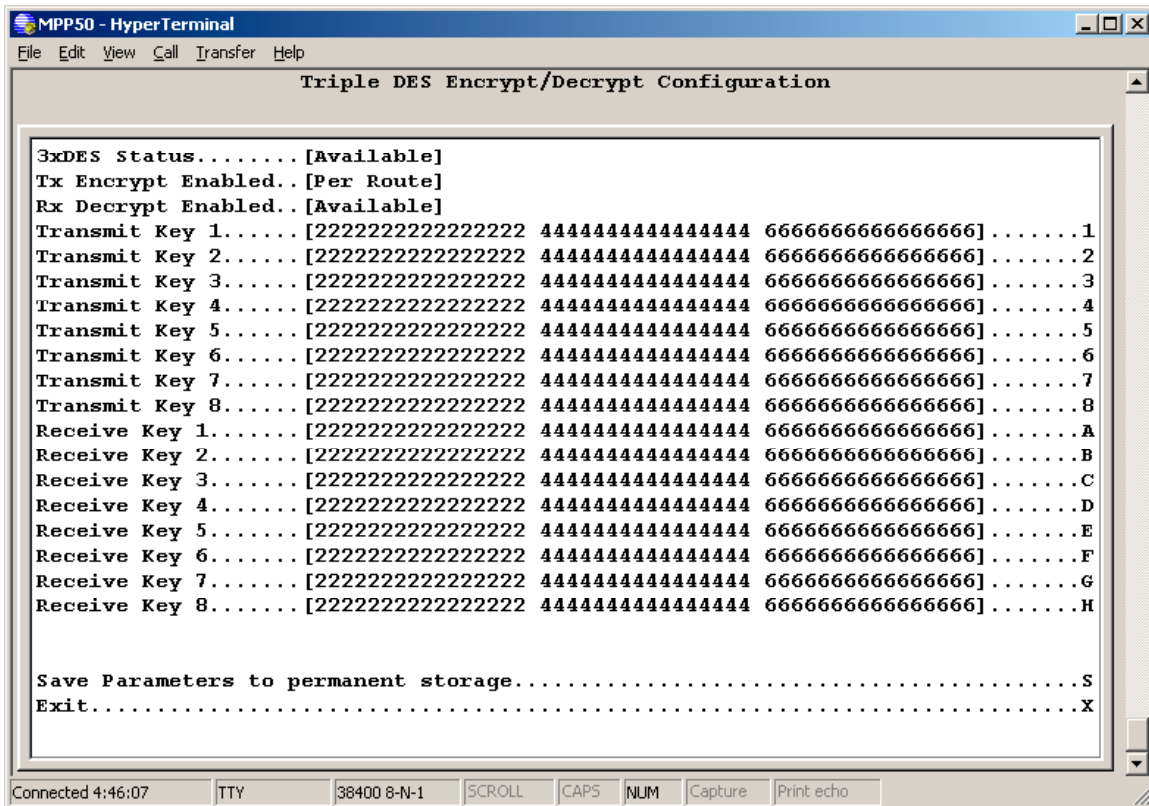 MPP50 - HyperTerminal
File Edit View Call Transfer Help
Triple DES Encrypt/Decrypt Configuration
3xDES Status........[Available]
Tx Encrypt Enabled..[Per Route]
Rx Decrypt Enabled..[Available]
Transmit Key 1......[2222222222222222 4444444444444444 6666666666666666].......1
Transmit Key 2......[2222222222222222 4444444444444444 6666666666666666].......2
Transmit Key 3......[2222222222222222 4444444444444444 6666666666666666].......3
Transmit Key 4......[2222222222222222 4444444444444444 6666666666666666].......4
Transmit Key 5......[2222222222222222 4444444444444444 6666666666666666].......5
Transmit Key 6......[2222222222222222 4444444444444444 6666666666666666].......6
Transmit Key 7......[2222222222222222 4444444444444444 6666666666666666].......7
Transmit Key 8......[2222222222222222 4444444444444444 6666666666666666].......8
Receive Key 1.......[2222222222222222 4444444444444444 6666666666666666].......A
Receive Key 2.......[2222222222222222 4444444444444444 6666666666666666].......B
Receive Key 3.......[2222222222222222 4444444444444444 6666666666666666].......C
Receive Key 4.......[2222222222222222 4444444444444444 6666666666666666].......D
Receive Key 5.......[2222222222222222 4444444444444444 6666666666666666].......E
Receive Key 6.......[2222222222222222 4444444444444444 6666666666666666].......F
Receive Key 7.......[2222222222222222 4444444444444444 6666666666666666].......G
Receive Key 8.......[2222222222222222 4444444444444444 6666666666666666].......H
Save Parameters to permanent storage...........................................S
Exit...........................................................................X
Connected 4:46:07 TTY 38400 8-N-1 SCROLL CAPS NUM Capture Print echo